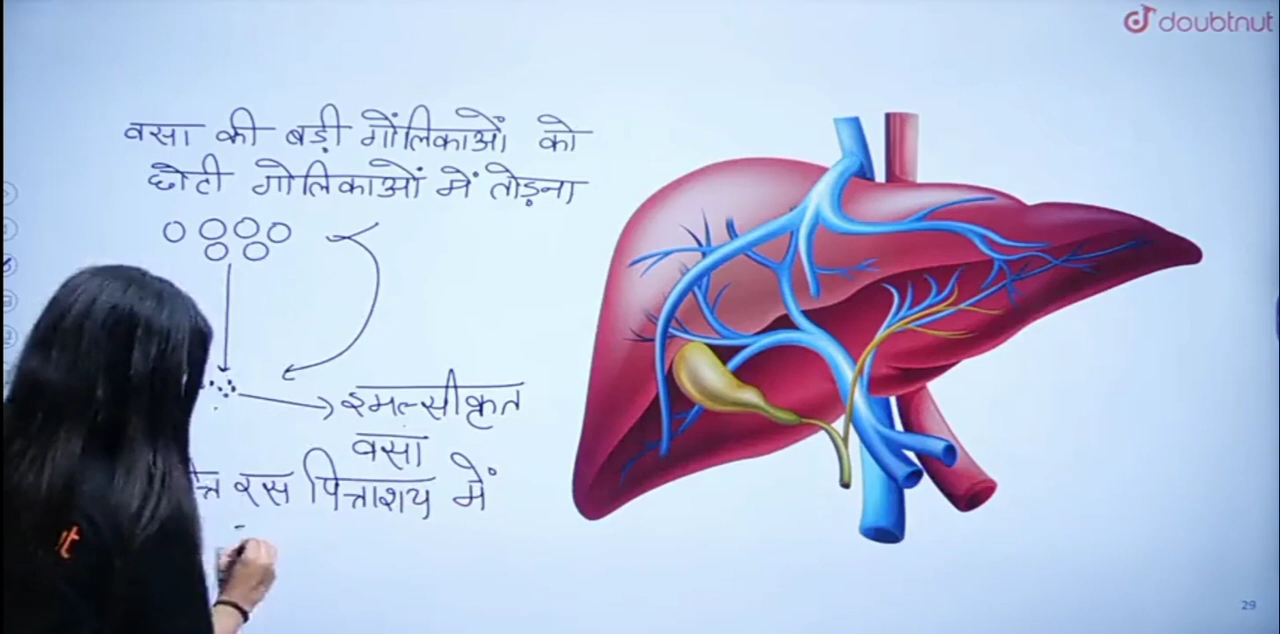 doubtnut
वसा की बड़ी गोंलिकाओं को
छोटी गोलिकाओं में तोड़ना
इमल्सीकृत
वसा
रस पित्ताशय में
29